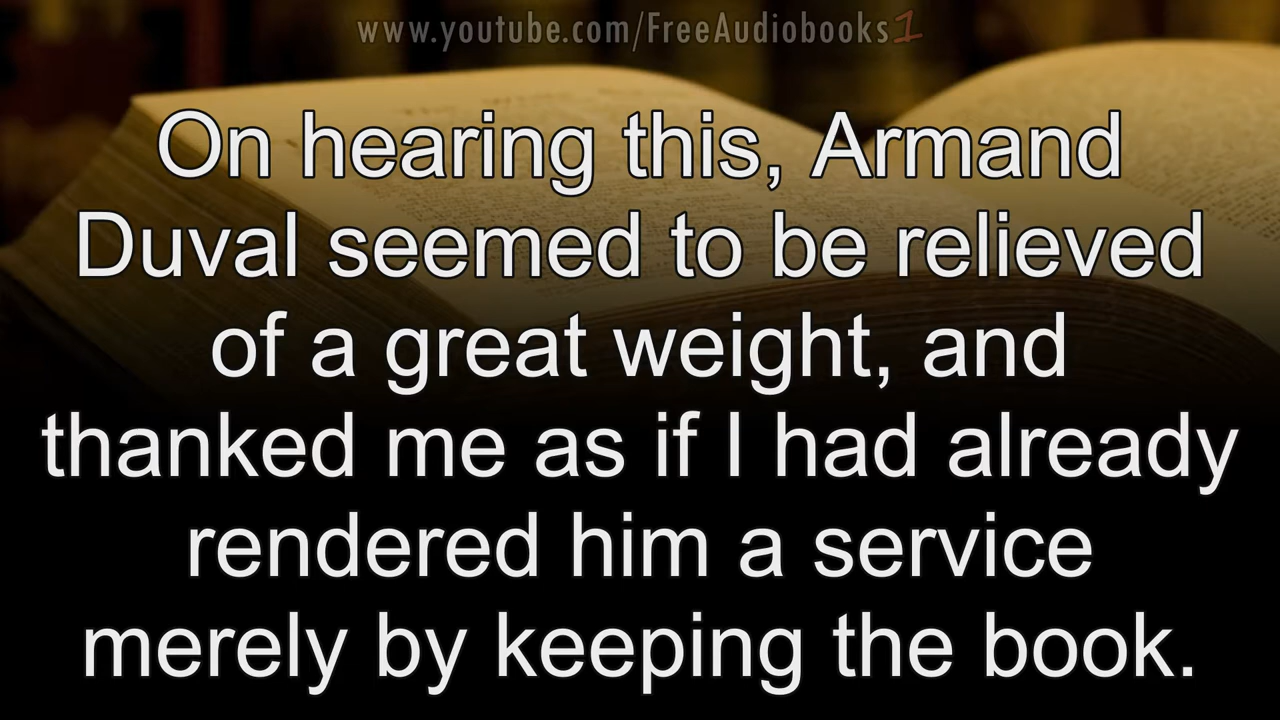 www.youtube.com/FreeAudiobooks1
On hearing this, Armand
Duval seemed to be relieved
of a great weight, and
thanked me as if I had already
rendered him a service
merely by keeping the book.